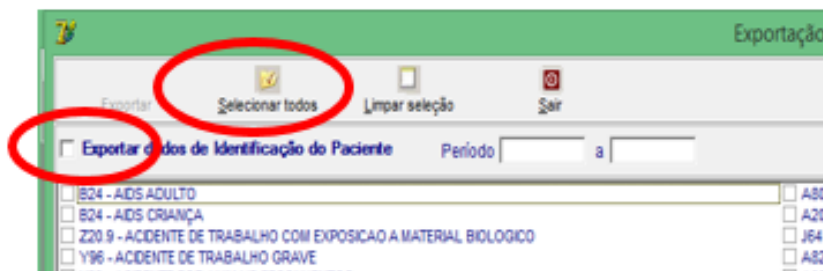 Exportação
Exportar Selecionar todos Limpar seleção Sair
Exportar dados de Identificação do Paciente Período a
B24 - AIDS ADULTO A80
B24 - AIDS CRIANÇA A20
Z20.9 - ACIDENTE DE TRABALHO COM EXPOSICAO A MATERIAL BIOLOGICO J64
Y96 - ACIDENTE DE TRABALHO GRAVE A82